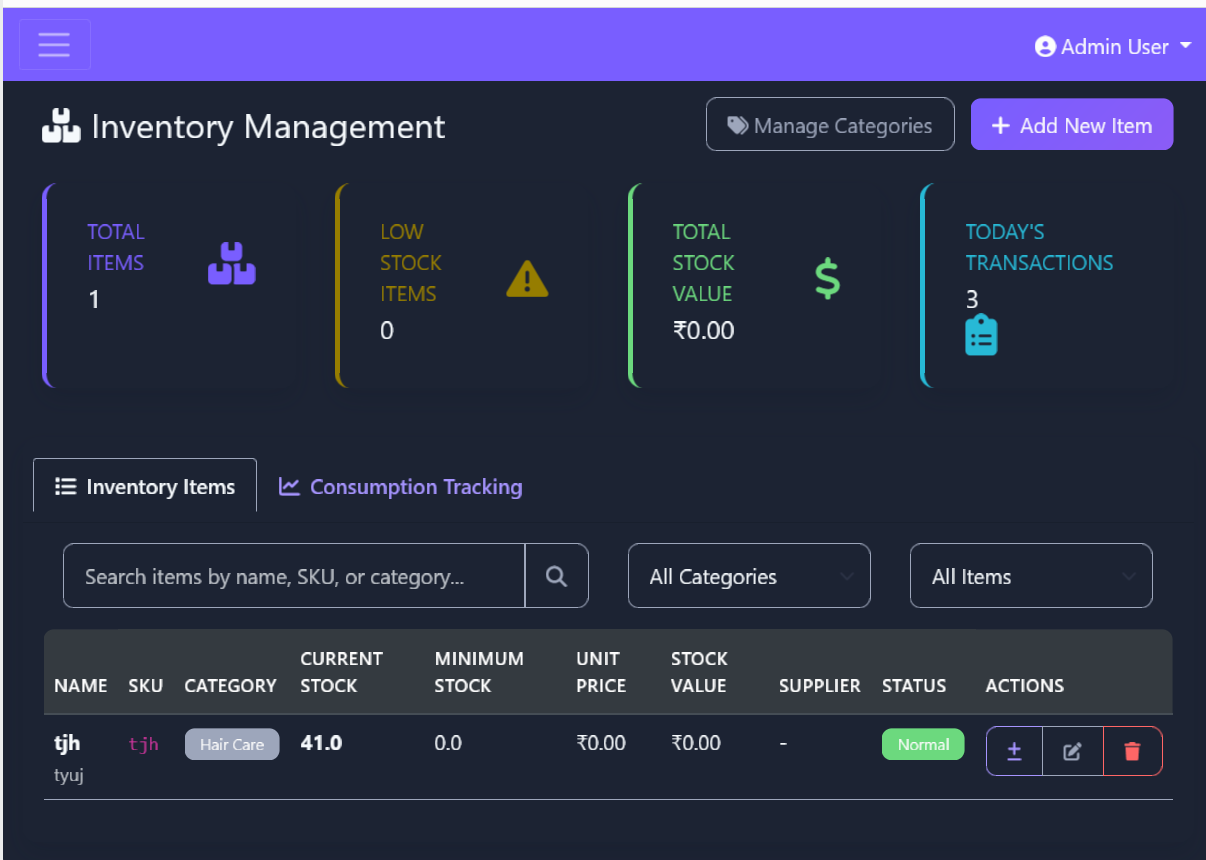 Admin User
Inventory Management
Manage Categories
Add New Item
TOTAL
ITEMS
1
LOW
STOCK
ITEMS
0
TOTAL
STOCK
VALUE
₹0.00
TODAY'S
TRANSACTIONS
3
Inventory Items
Consumption Tracking
Search items by name, SKU, or category...
All Categories
All Items
NAME SKU CATEGORY CURRENT STOCK MINIMUM STOCK UNIT PRICE STOCK VALUE SUPPLIER STATUS ACTIONS
tjh tjh Hair Care 41.0 0.0 ₹0.00 ₹0.00 - Normal
tyuj